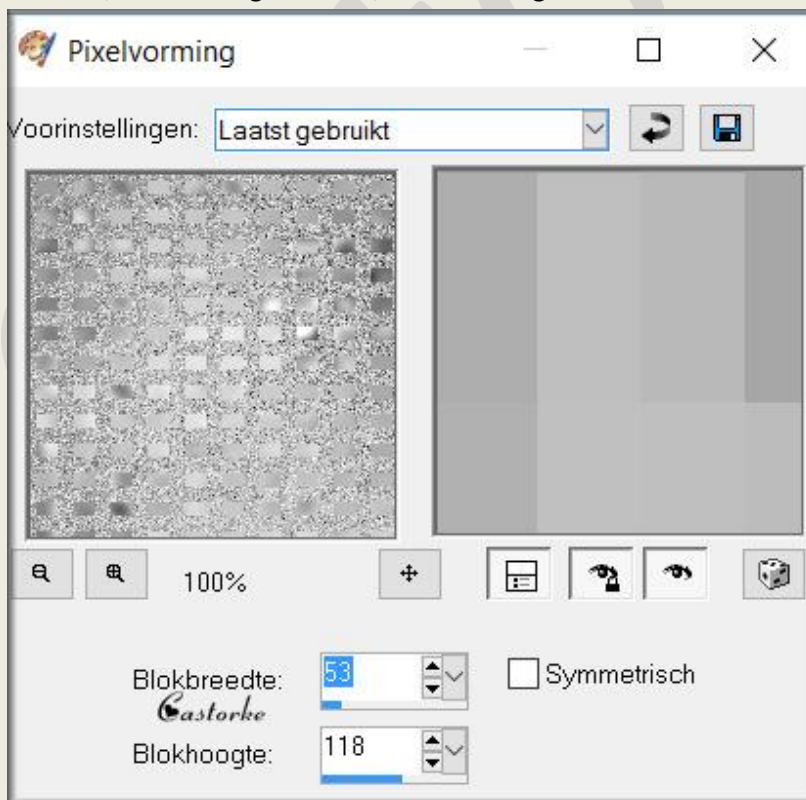 Pixelvorming
Voorinstellingen: Laatst gebruikt
100%
Blokbreedte: 53
Symmetrisch
Castorke
Blokhoogte: 118